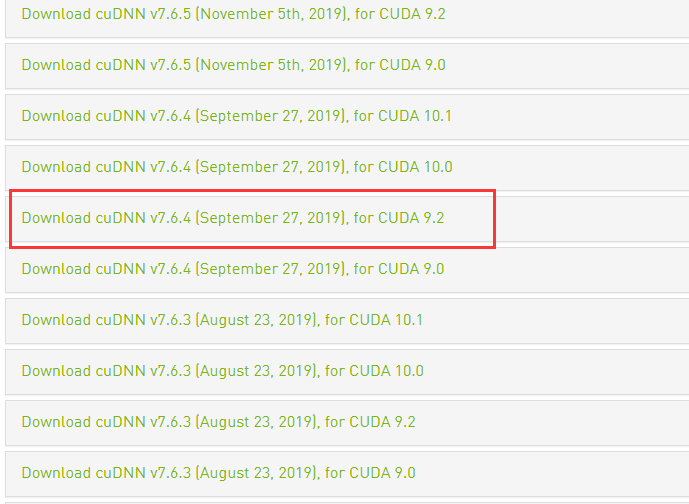 Download cuDNN v7.6.5 (November 5th, 2019), for CUDA 9.2
Download cuDNN v7.6.5 (November 5th, 2019), for CUDA 9.0
Download cuDNN v7.6.4 (September 27, 2019), for CUDA 10.1
Download cuDNN v7.6.4 (September 27, 2019), for CUDA 10.0
Download cuDNN v7.6.4 (September 27, 2019), for CUDA 9.2
Download cuDNN v7.6.4 (September 27, 2019), for CUDA 9.0
Download cuDNN v7.6.3 (August 23, 2019), for CUDA 10.1
Download cuDNN v7.6.3 (August 23, 2019), for CUDA 10.0
Download cuDNN v7.6.3 (August 23, 2019), for CUDA 9.2
Download cuDNN v7.6.3 (August 23, 2019), for CUDA 9.0